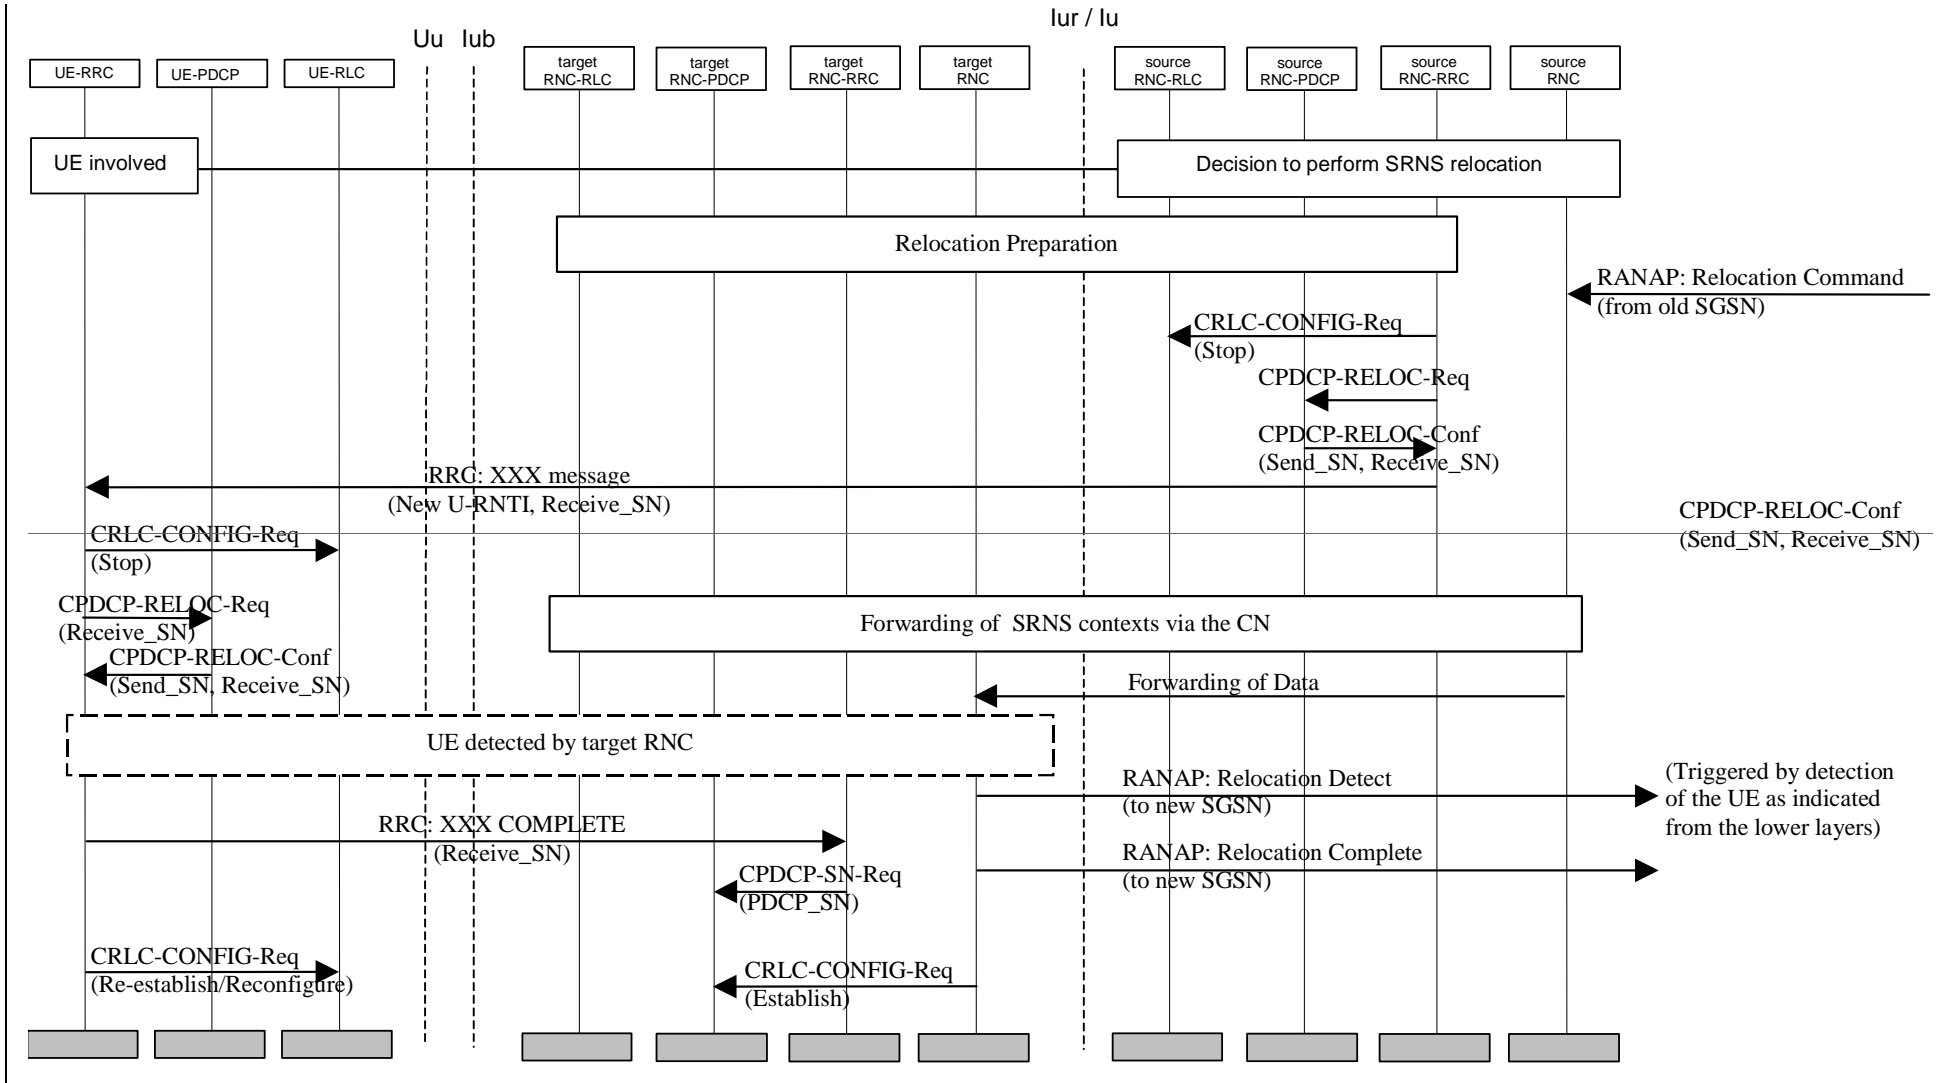 Iur / Iu
Uu Iub
UE-RRC
UE-PDCP
UE-RLC
target
RNC-RLC
target
RNC-PDCP
target
RNC-RRC
target
RNC
source
RNC-RLC
source
RNC-PDCP
source
RNC-RRC
source
RNC
UE involved
Decision to perform SRNS relocation
Relocation Preparation
RANAP: Relocation Command
(from old SGSN)
CRLC-CONFIG-Req
(Stop)
CPDCP-RELOC-Req
CPDCP-RELOC-Conf
(Send_SN, Receive_SN)
RRC: XXX message
(New U-RNTI, Receive_SN)
CPDCP-RELOC-Conf
(Send_SN, Receive_SN)
CRLC-CONFIG-Req
(Stop)
CPDCP-RELOC-Req
(Receive_SN)
Forwarding of SRNS contexts via the CN
CPDCP-RELOC-Conf
(Send_SN, Receive_SN)
Forwarding of Data
UE detected by target RNC
RANAP: Relocation Detect
(to new SGSN)
(Triggered by detection
of the UE as indicated
from the lower layers)
RRC: XXX COMPLETE
(Receive_SN)
RANAP: Relocation Complete
(to new SGSN)
CPDCP-SN-Req
(PDCP_SN)
CRLC-CONFIG-Req
(Re-establish/Reconfigure)
CRLC-CONFIG-Req
(Establish)